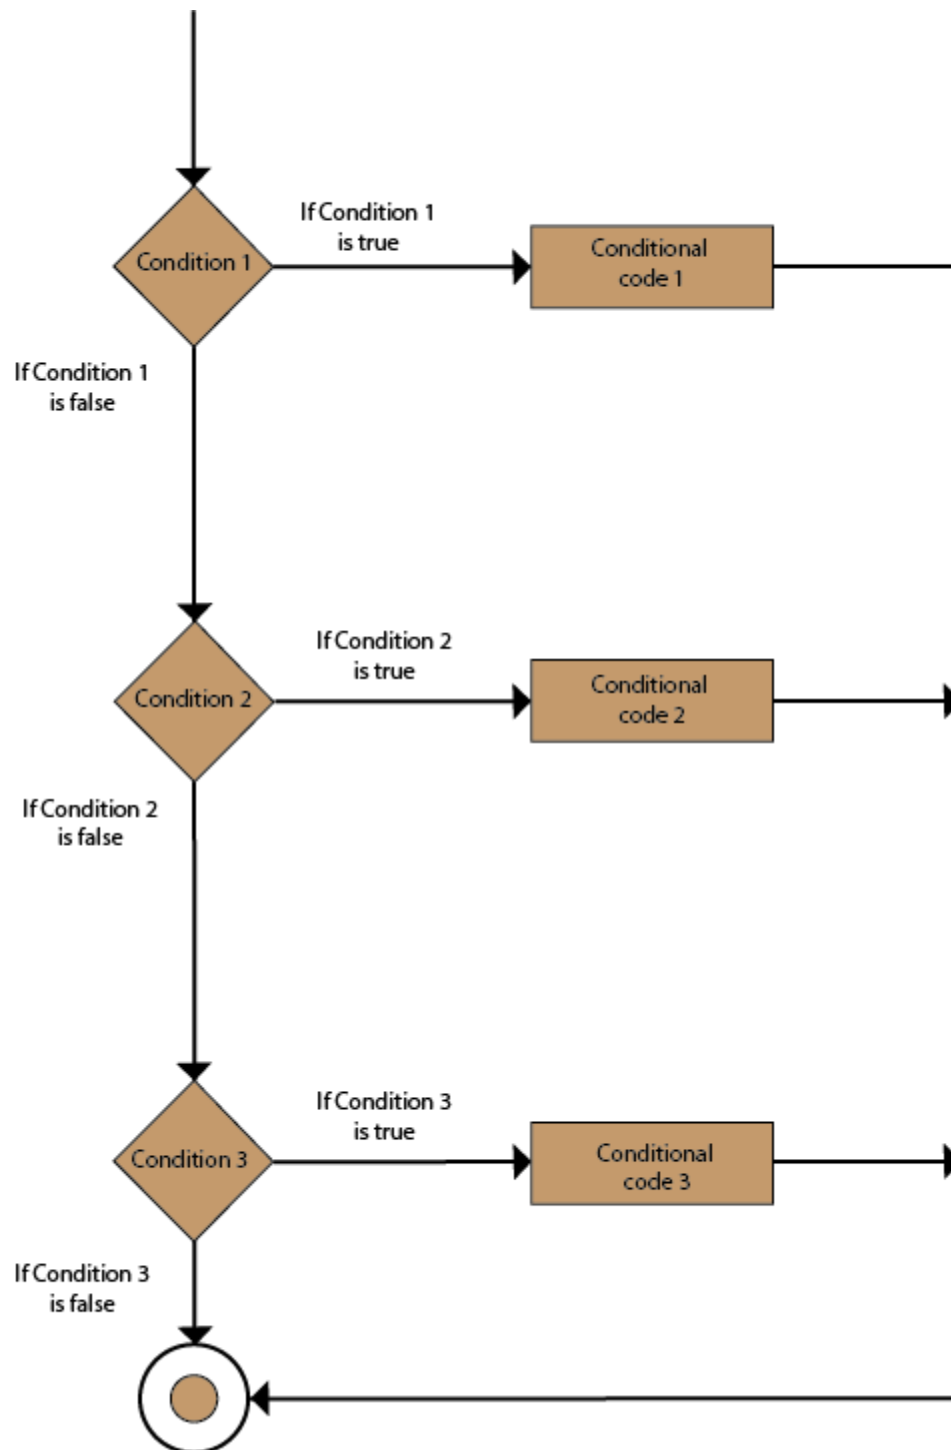 If Condition 1
is true
Condition 1
Conditional
code 1
If Condition 1
is false
If Condition 2
is true
Condition 2
Conditional
code 2
If Condition 2
is false
If Condition 3
is true
Condition 3
Conditional
code 3
If Condition 3
is false